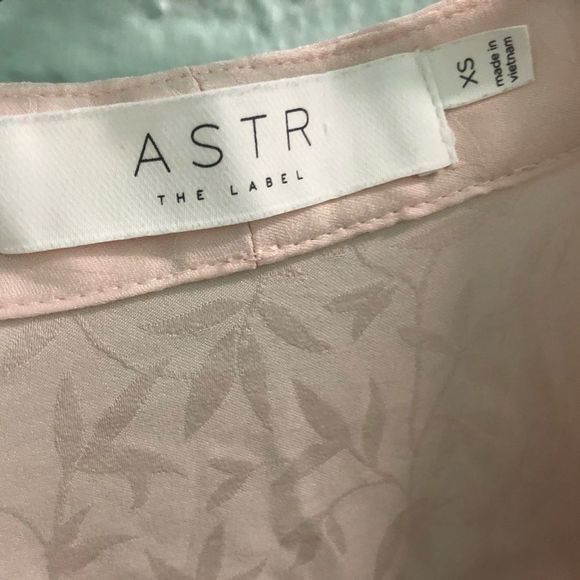 ASTR
THE LABEL
XS
made in
vietnam